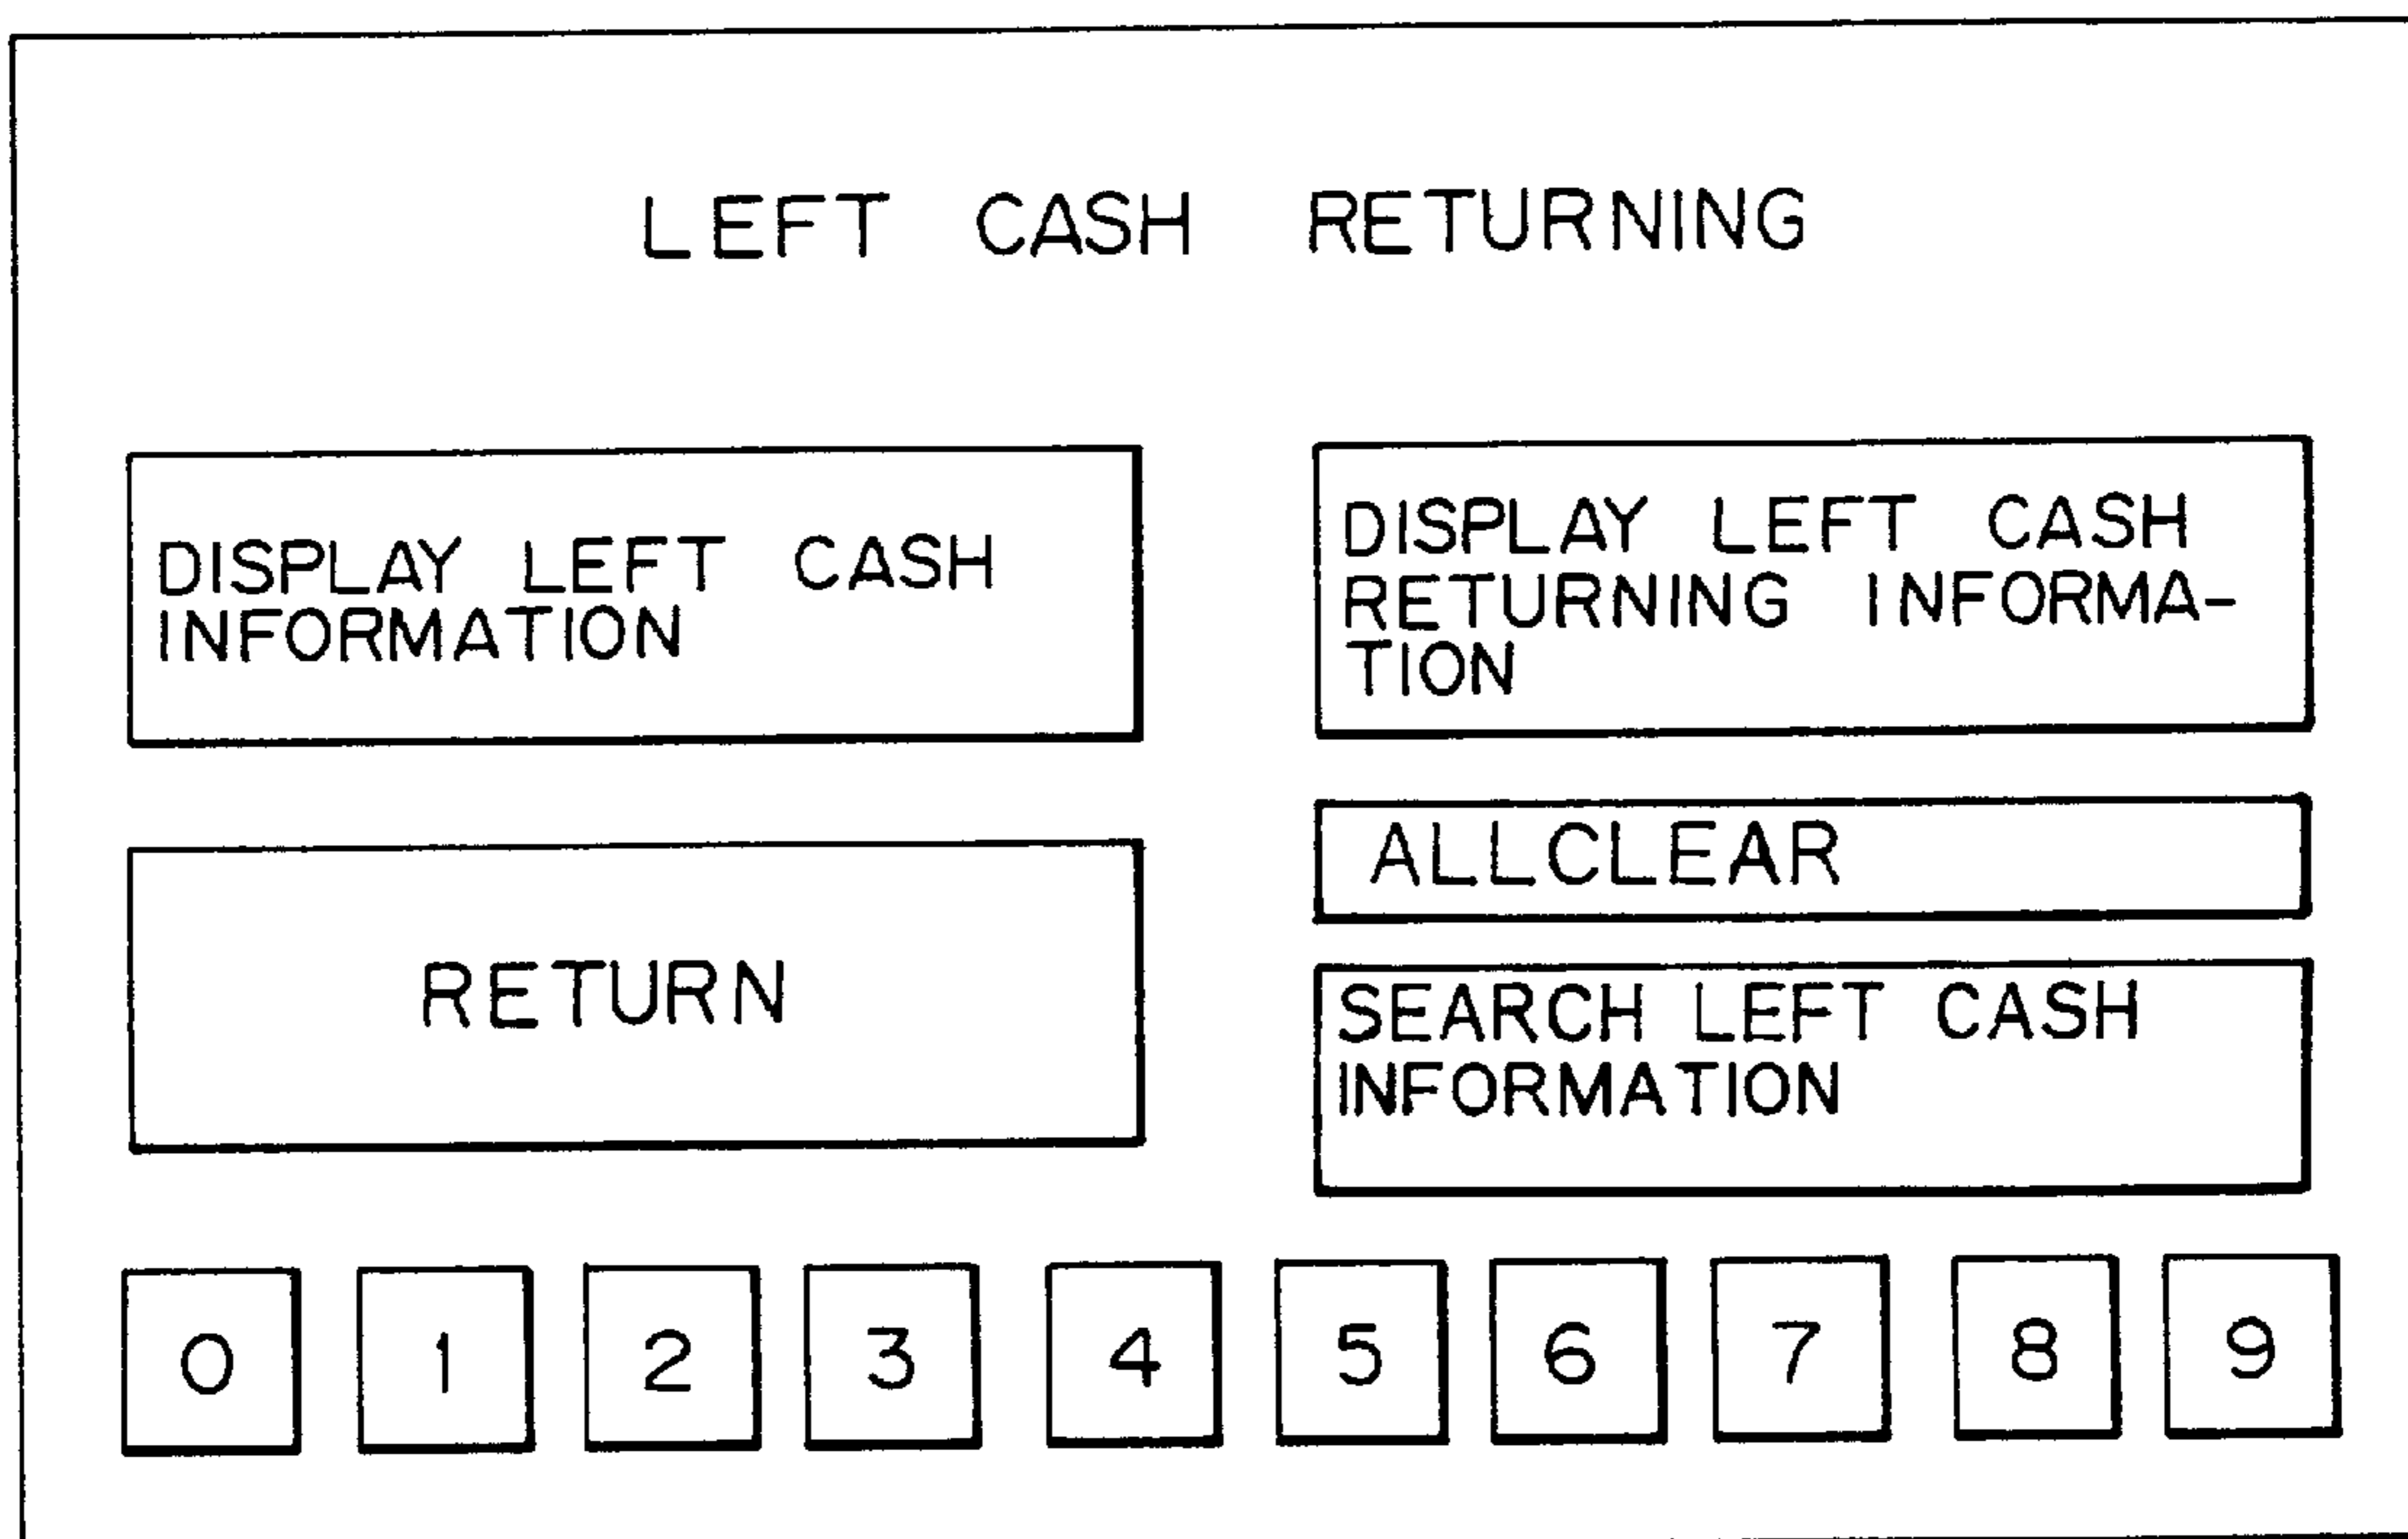 LEFT CASH RETURNING
DISPLAY LEFT CASH
INFORMATION
DISPLAY LEFT CASH
RETURNING INFORMA-
TION
RETURN
ALLCLEAR
SEARCH LEFT CASH
INFORMATION
0 1 2 3 4 5 6 7 8 9